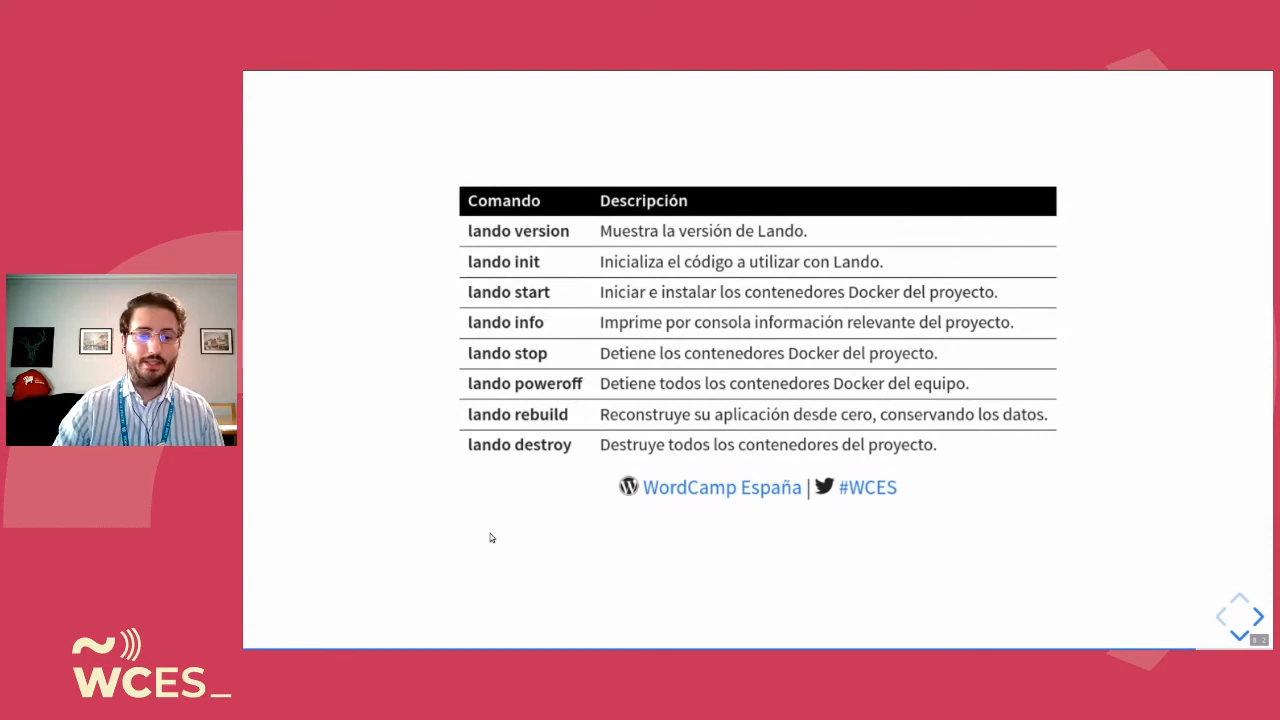 Comando Descripción
lando version Muestra la versión de Lando.
lando init Inicializa el código a utilizar con Lando.
lando start Iniciar e instalar los contenedores Docker del proyecto.
lando info Imprime por consola información relevante del proyecto.
lando stop Detiene los contenedores Docker del proyecto.
lando poweroff Detiene todos los contenedores Docker del equipo.
lando rebuild Reconstruye su aplicación desde cero, conservando los datos.
lando destroy Destruye todos los contenedores del proyecto.
WordCamp España | #WCES
WCES_